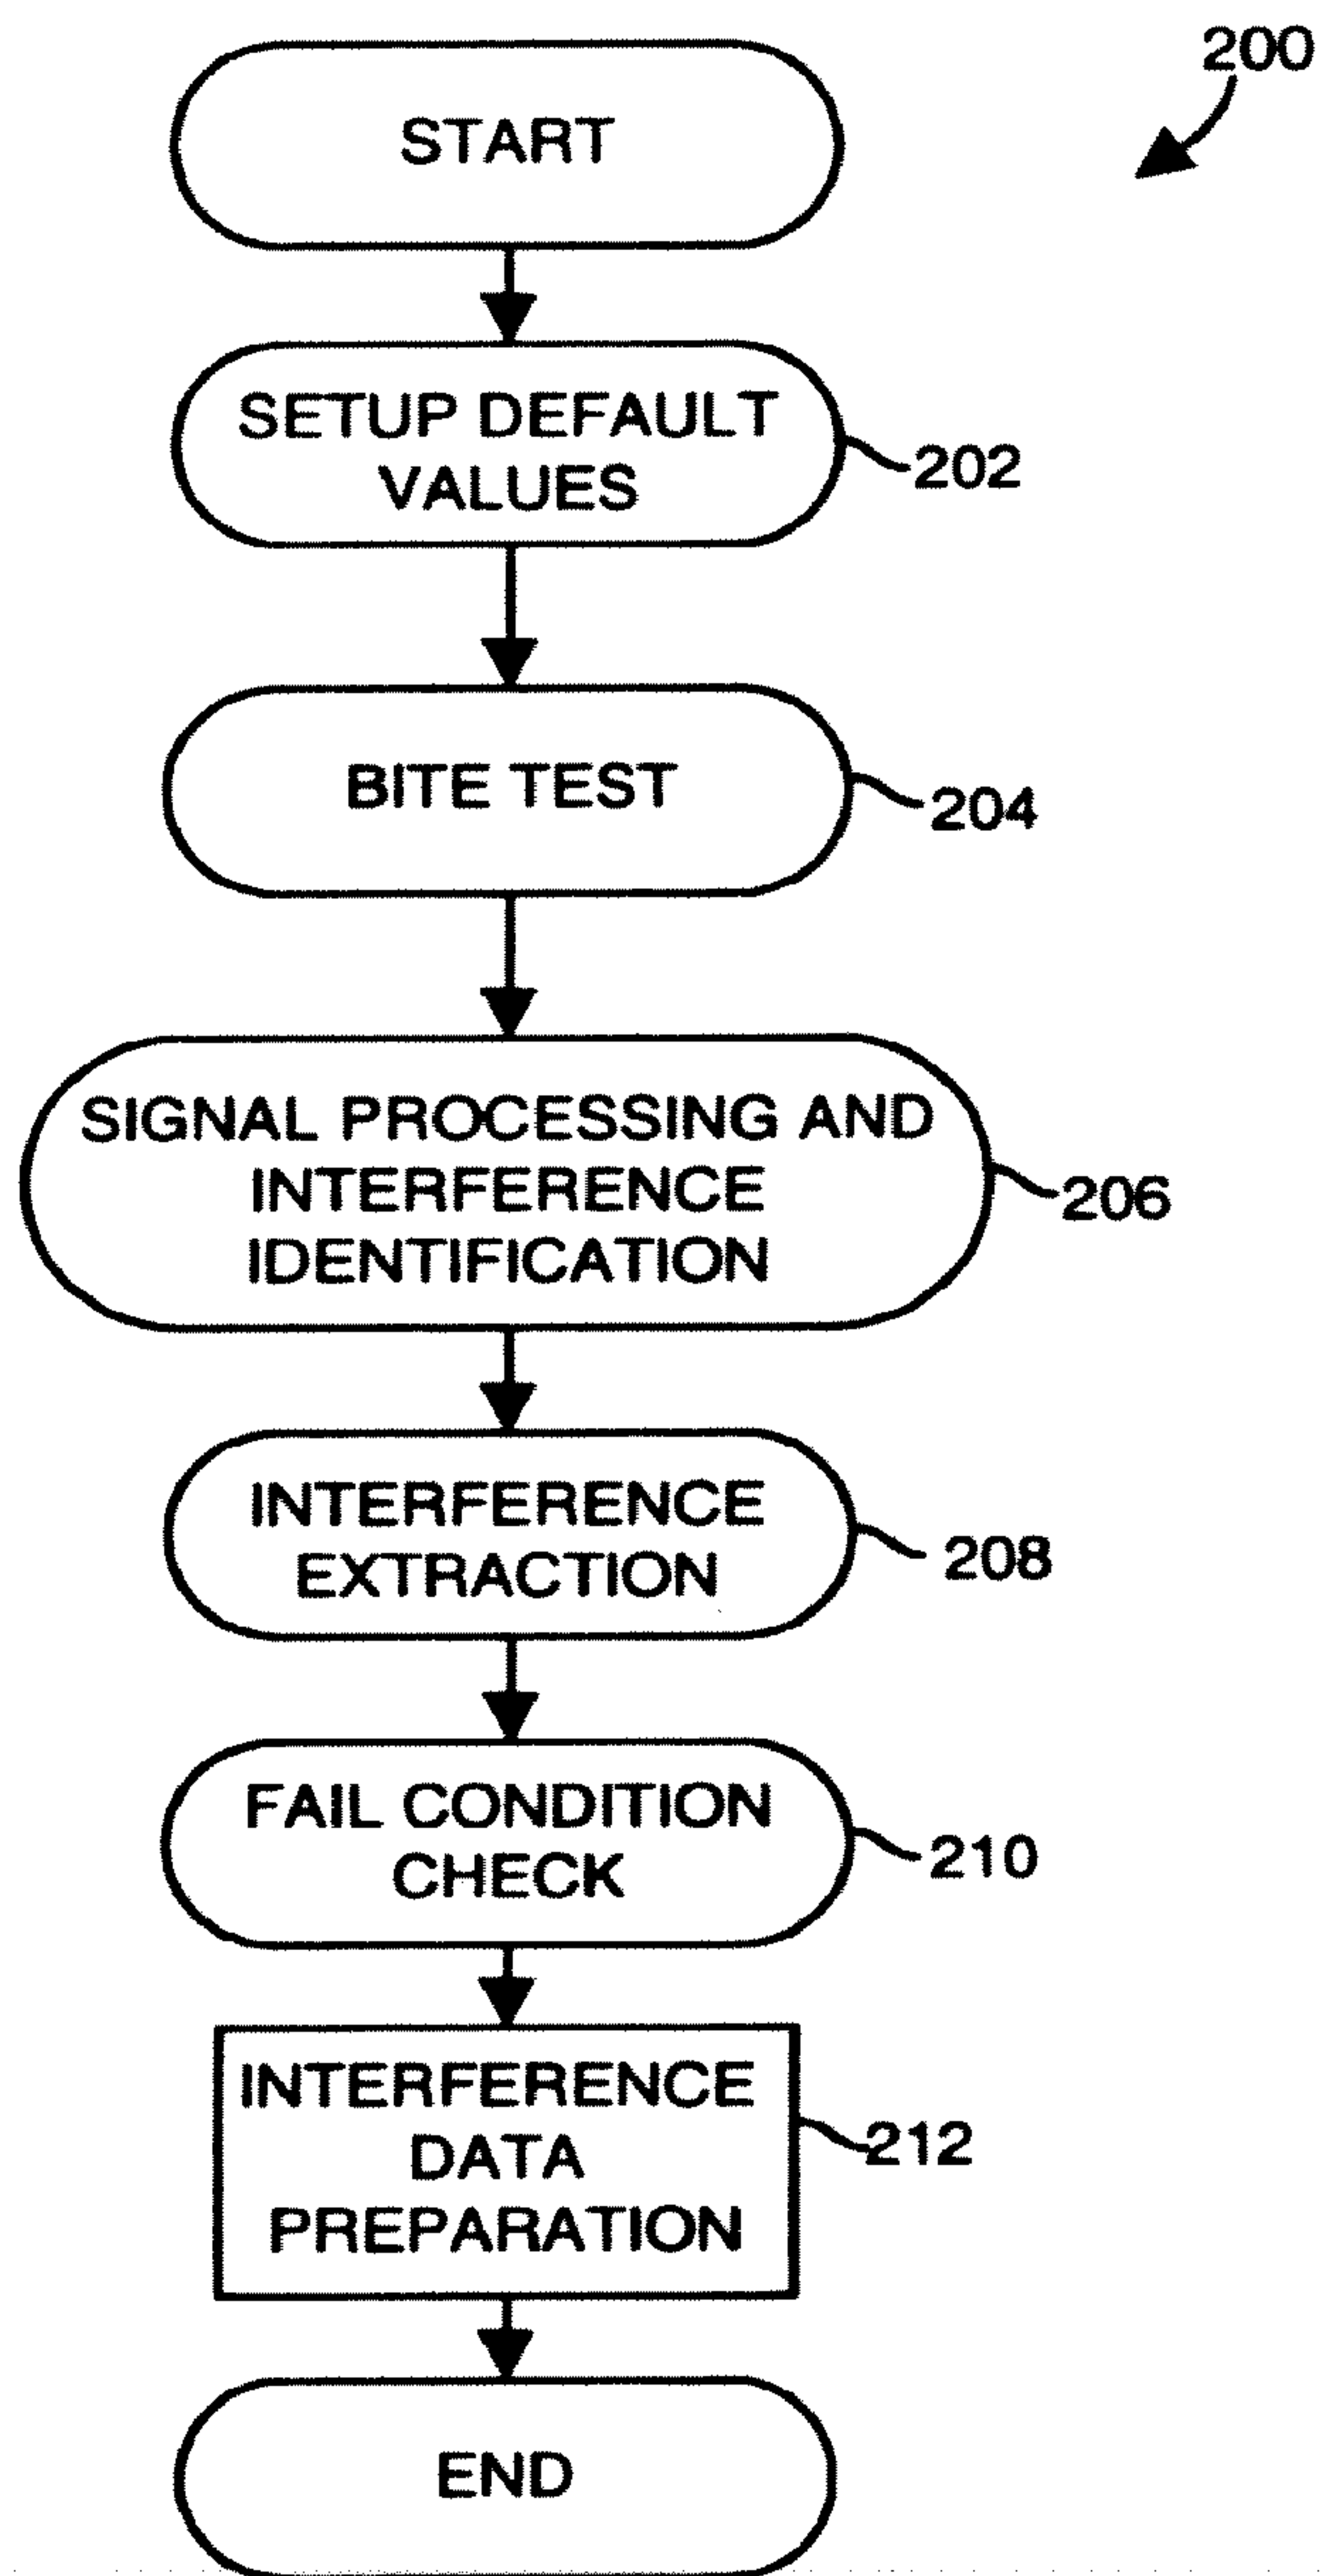 200
START
SETUP DEFAULT
VALUES
202
BITE TEST
204
SIGNAL PROCESSING AND
INTERFERENCE
IDENTIFICATION
206
INTERFERENCE
EXTRACTION
208
FAIL CONDITION
CHECK
210
INTERFERENCE
DATA
PREPARATION
212
END